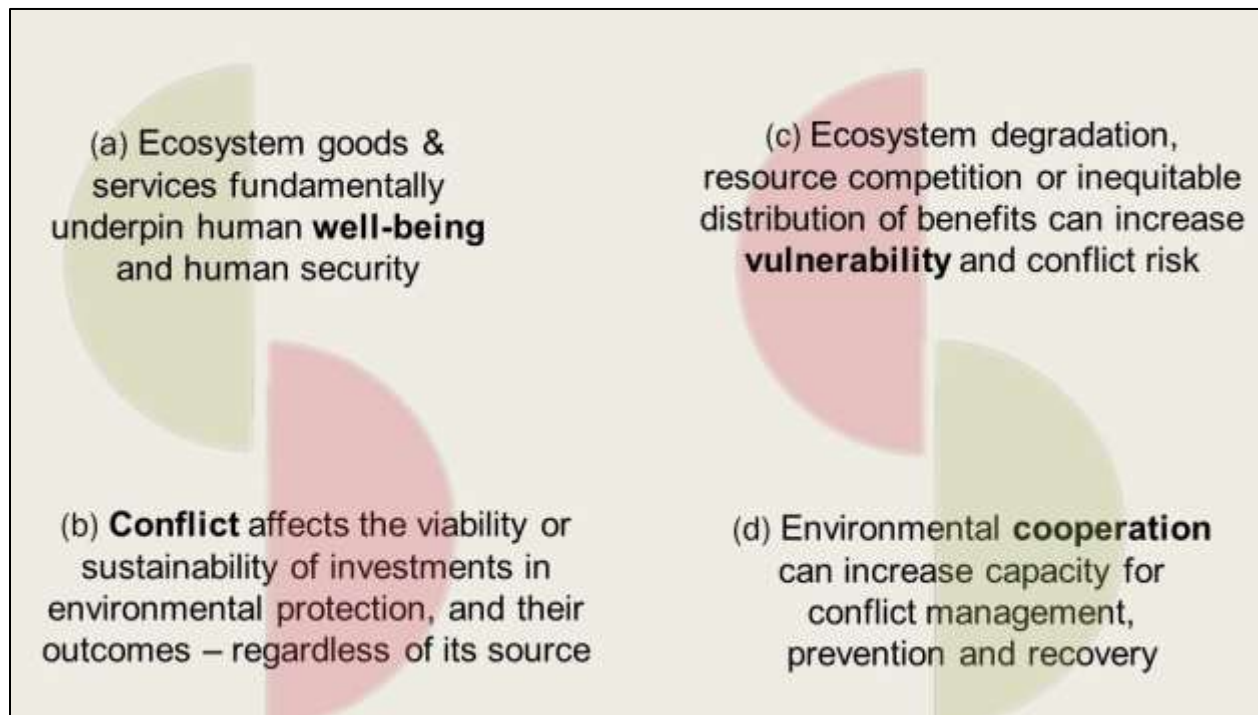 (a) Ecosystem goods &
services fundamentally
underpin human well-being
and human security
(b) Conflict affects the viability or
sustainability of investments in
environmental protection, and their
outcomes – regardless of its source
(c) Ecosystem degradation,
resource competition or inequitable
distribution of benefits can increase
vulnerability and conflict risk
(d) Environmental cooperation
can increase capacity for
conflict management,
prevention and recovery